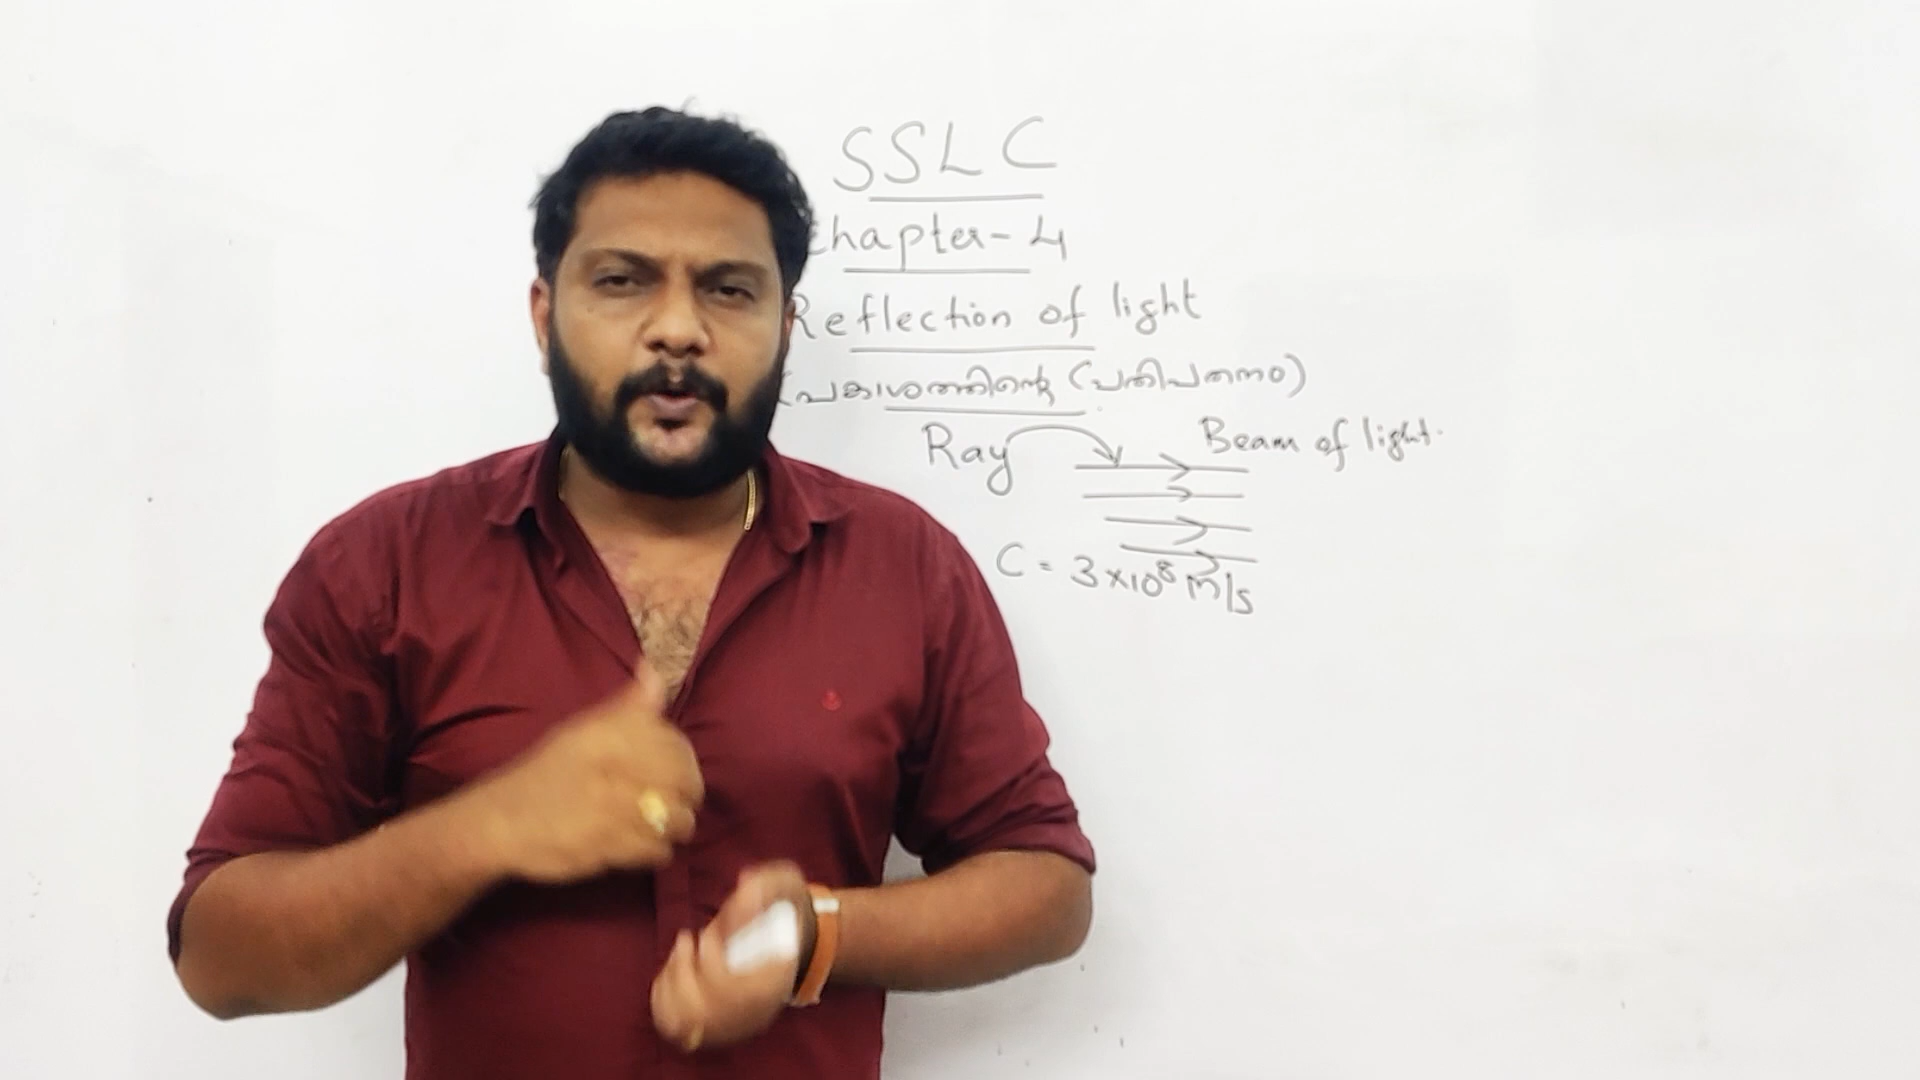 SSLC
Chapter-4
Reflection of light
(പ്രകാശത്തിന്റെ പ്രതിപതനം)
Ray
Beam of light.
C = 3×10⁸ m/s